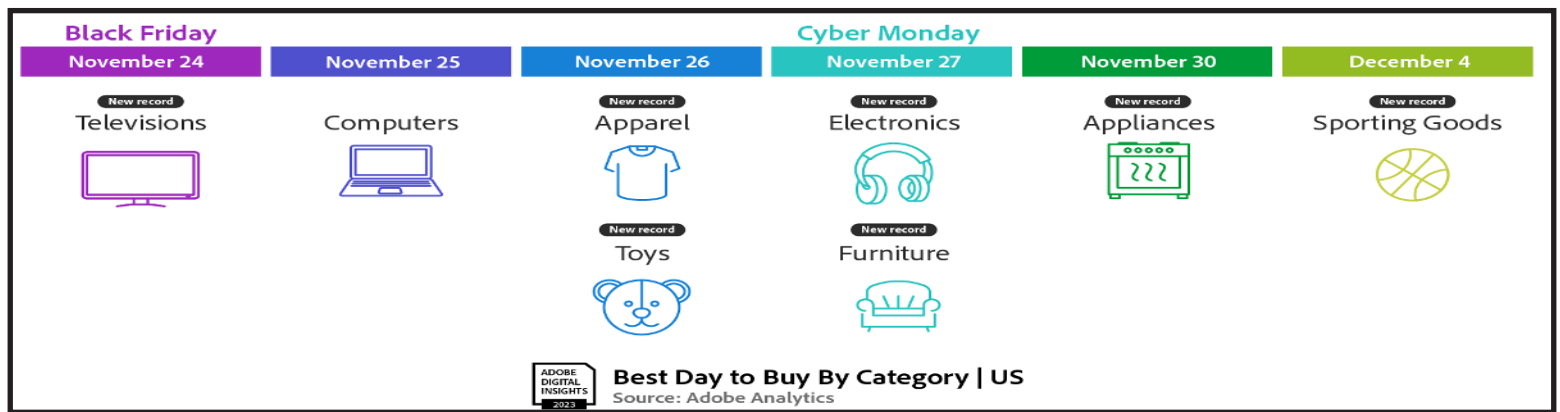 Black Friday
Cyber Monday
November 24
November 25
November 26
November 27
November 30
December 4
New record
Televisions
Computers
New record
Apparel
New record
Electronics
New record
Appliances
New record
Sporting Goods
New record
Toys
New record
Furniture
ADOBE
DIGITAL
INSIGHTS
2023
Best Day to Buy By Category | US
Source: Adobe Analytics